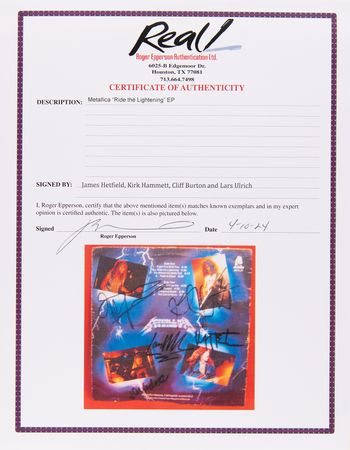 Real!
Roger Epperson Authentication Ltd.
6025-B Edgemoor Dr.
Houston, TX 77081
713.664.7498
CERTIFICATE OF AUTHENTICITY
DESCRIPTION: Metallica "Ride the Lightening" EP
SIGNED BY: James Hetfield, Kirk Hammett, Cliff Burton and Lars Ulrich
I, Roger Epperson, certify that the above mentioned item(s) matches known exemplars and in my expert
opinion is certified authentic. The item(s) is also pictured below.
Signed Date 4-10-24
Roger Epperson
METALLICA